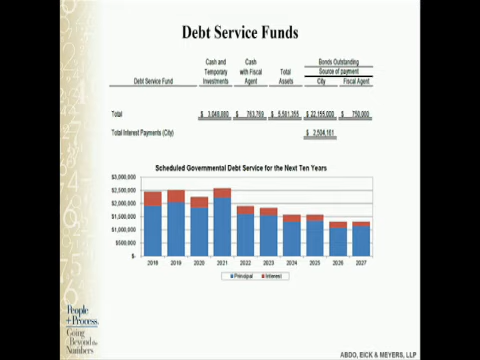 Debt Service Funds
Cash and Cash Bonds Outstanding
Temporary with Fiscal Total Source of payment
Debt Service Fund Investments Agent Assets City Fiscal Agent
Total $ 3,048,880 $ 763,769 $ 5,581,355 $ 22,155,000 $ 750,000
Total Interest Payments (City) $ 2,504,161
Scheduled Governmental Debt Service for the Next Ten Years
$3,000,000
$2,500,000
$2,000,000
$1,500,000
$1,000,000
$500,000
$-
2018 2019 2020 2021 2022 2023 2024 2025 2026 2027
Principal Interest
People
+Process.
Going
Beyond the
Numbers
ABDO, EICK & MEYERS, LLP